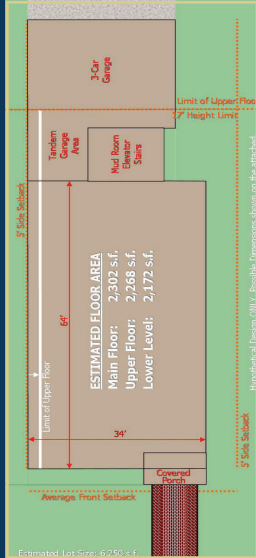 3-Car
Garage
Limit of Upper Floor
17' Height Limit
Tandem
Garage
Area
Mud Room
Elevator
Stairs
5' Side Setback
ESTIMATED FLOOR AREA
Main Floor: 2,302 s.f.
Upper Floor: 2,268 s.f.
Lower Level: 2,172 s.f.
64'
Limit of Upper Floor
34'
Hypothetical Design ONLY. Possible Dimensions shown on the attached
5' Side Setback
Covered
Porch
Average Front Setback
Estimated Lot Size: 6,250 s.f.